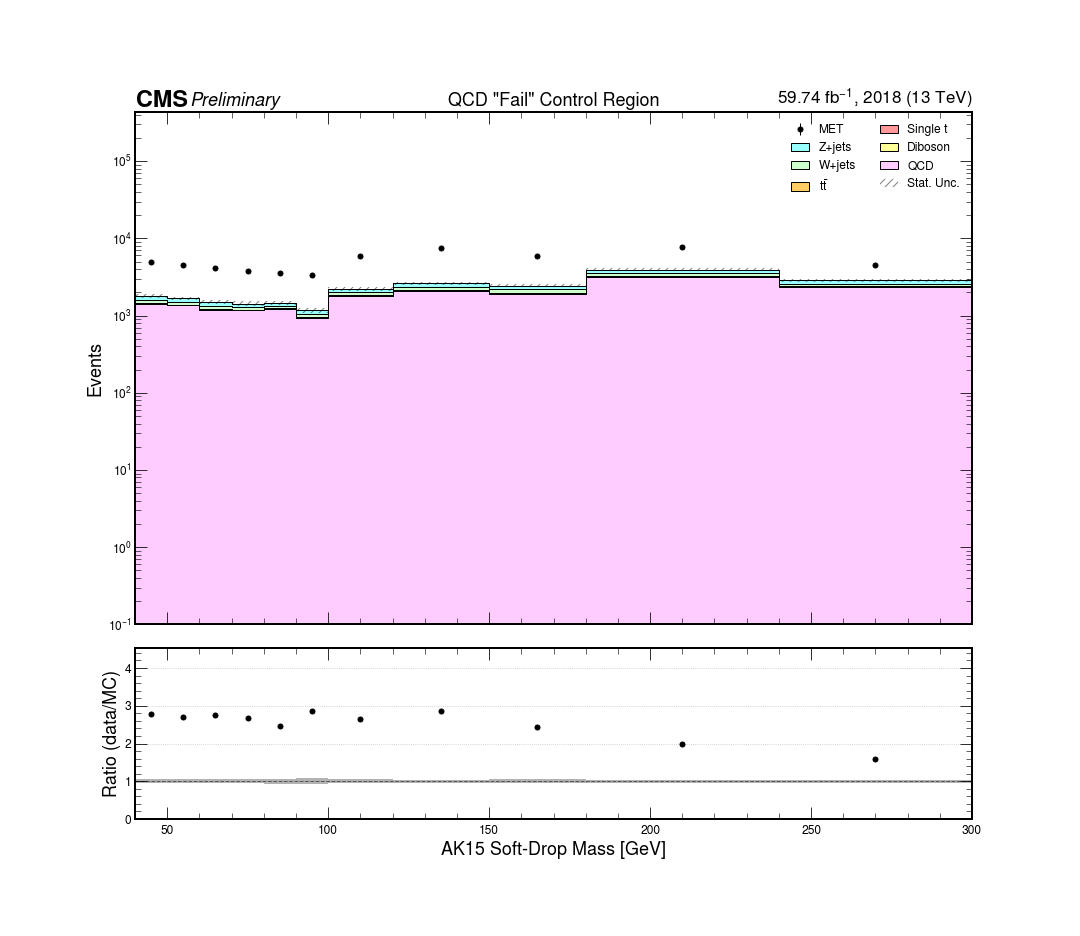 CMS Preliminary
QCD "Fail" Control Region
59.74 fb⁻¹, 2018 (13 TeV)
MET
Z+jets
W+jets
tt̄
Single t
Diboson
QCD
Stat. Unc.
Events
10⁵
10⁴
10³
10²
10¹
10⁰
10⁻¹
Ratio (data/MC)
4
3
2
1
0
50 100 150 200 250 300
AK15 Soft-Drop Mass [GeV]